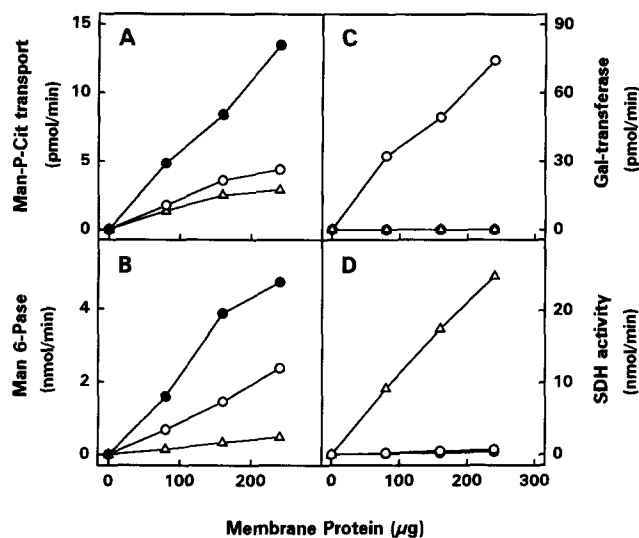 A
B
C
D
Man-P-Cit transport
(pmol/min)
15
10
5
0
Gal-transferase
(pmol/min)
90
60
30
0
Man 6-Pase
(nmol/min)
4
2
0
SDH activity
(nmol/min)
20
10
0
0 100 200 0 100 200 300
Membrane Protein (μg)